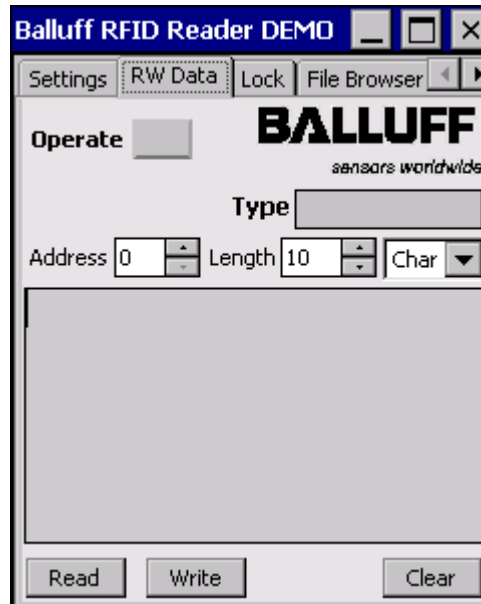 Balluff RFID Reader DEMO
Settings RW Data Lock File Browser
Operate BALLUFF
sensors worldwide
Type
Address 0 Length 10 Char
Read Write Clear